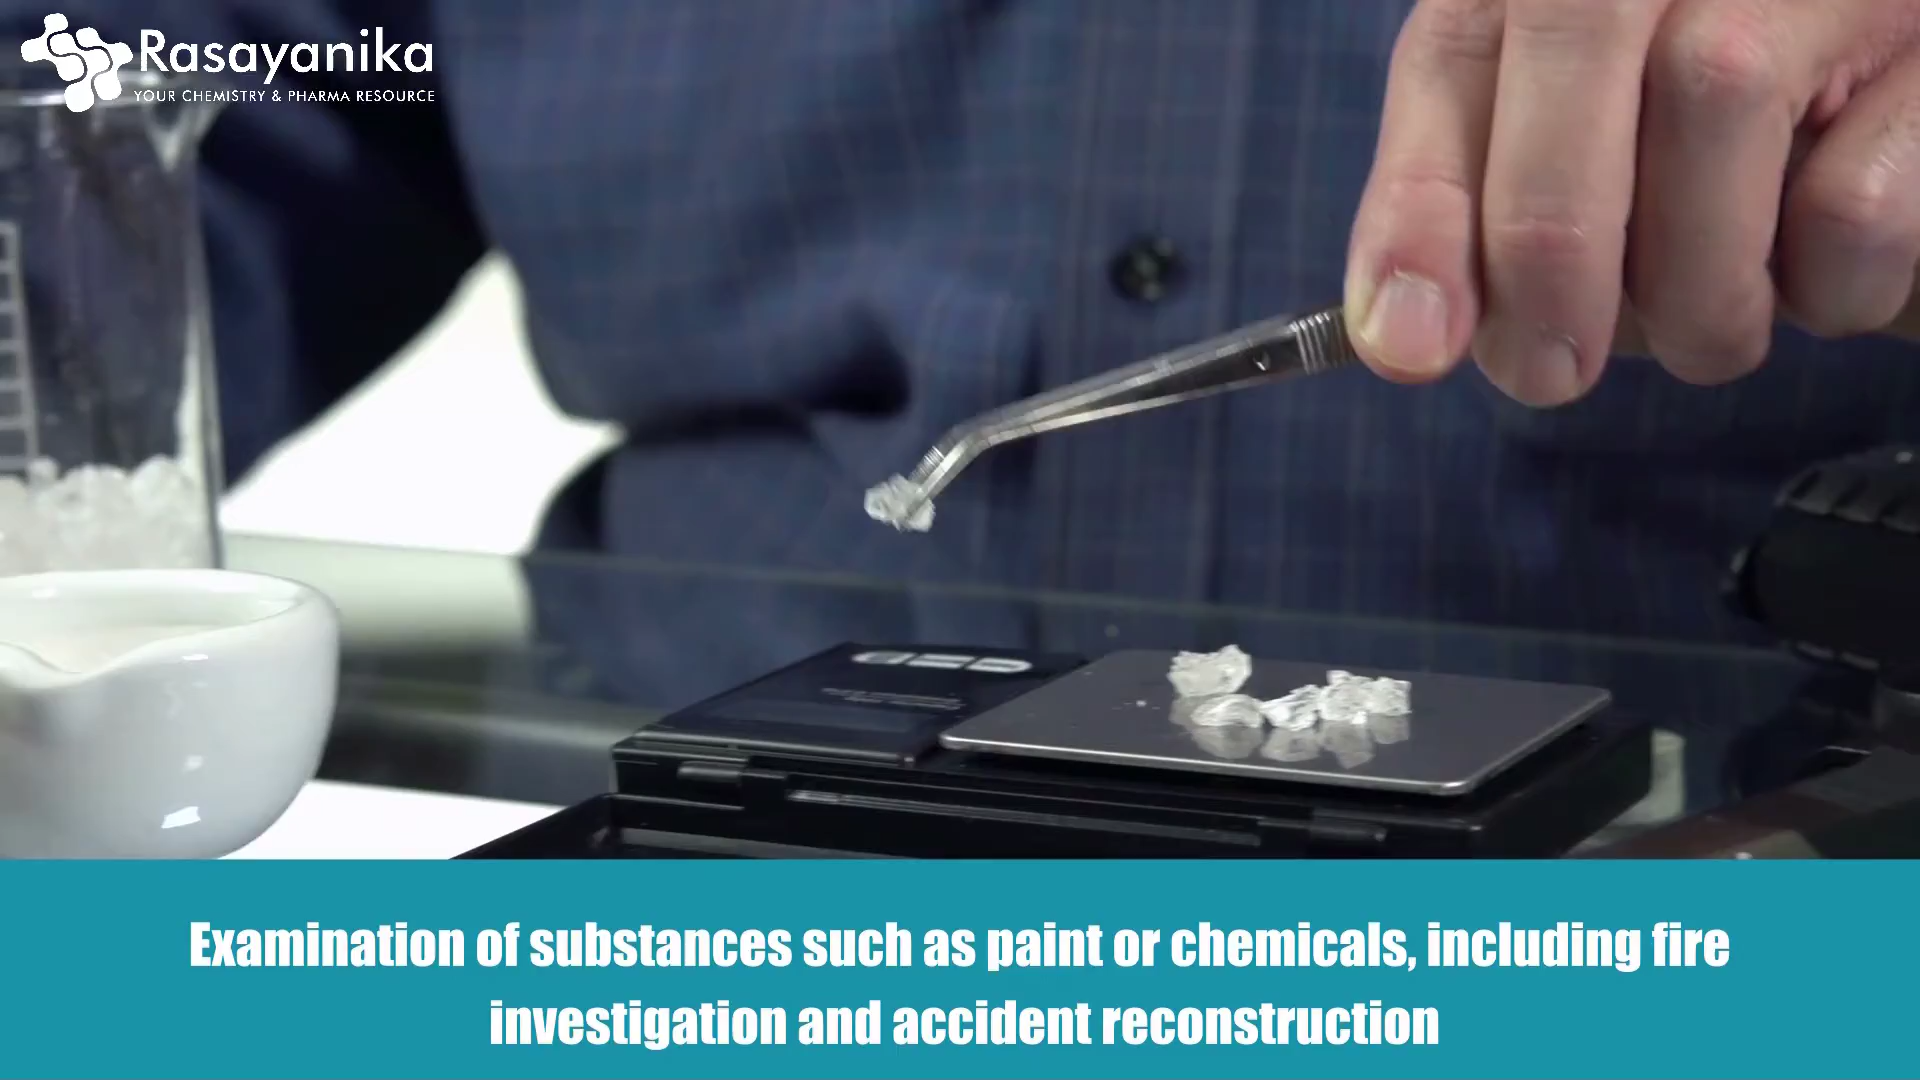 Rasayanika
YOUR CHEMISTRY & PHARMA RESOURCE
Examination of substances such as paint or chemicals, including fire
investigation and accident reconstruction